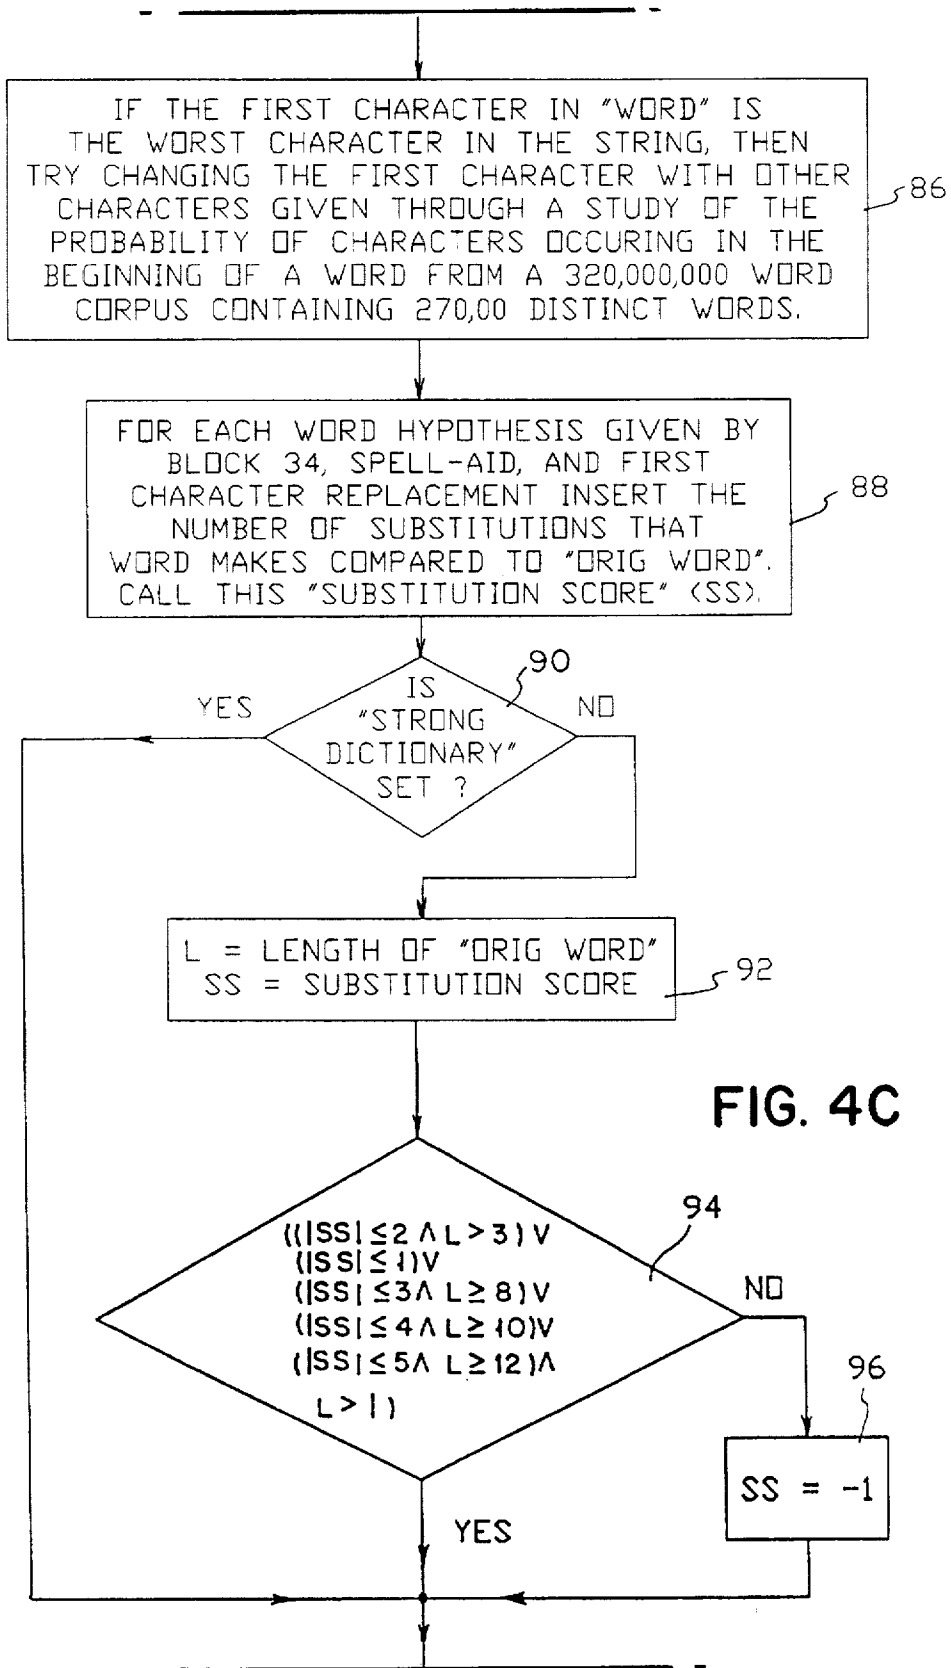 IF THE FIRST CHARACTER IN "WORD" IS
THE WORST CHARACTER IN THE STRING, THEN
TRY CHANGING THE FIRST CHARACTER WITH OTHER
CHARACTERS GIVEN THROUGH A STUDY OF THE
PROBABILITY OF CHARACTERS OCCURING IN THE
BEGINNING OF A WORD FROM A 320,000,000 WORD
CORPUS CONTAINING 270,00 DISTINCT WORDS.
86
FOR EACH WORD HYPOTHESIS GIVEN BY
BLOCK 34, SPELL-AID, AND FIRST
CHARACTER REPLACEMENT INSERT THE
NUMBER OF SUBSTITUTIONS THAT
WORD MAKES COMPARED TO "ORIG WORD".
CALL THIS "SUBSTITUTION SCORE" (SS).
88
90
YES
NO
IS
"STRONG
DICTIONARY"
SET ?
L = LENGTH OF "ORIG WORD"
SS = SUBSTITUTION SCORE
92
FIG. 4C
94
((|SS|≤2 ∧ L>3)∨
(|SS|≤1)∨
(|SS|≤3∧ L≥8)∨
(|SS|≤4∧ L≥10)∨
(|SS|≤5∧ L≥12)∧
L>1)
NO
96
SS = -1
YES